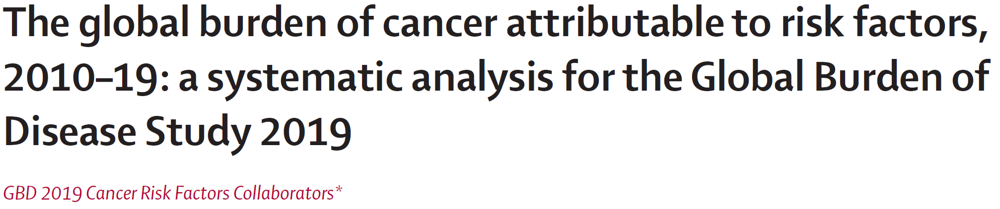 The global burden of cancer attributable to risk factors,
2010–19: a systematic analysis for the Global Burden of
Disease Study 2019
GBD 2019 Cancer Risk Factors Collaborators*